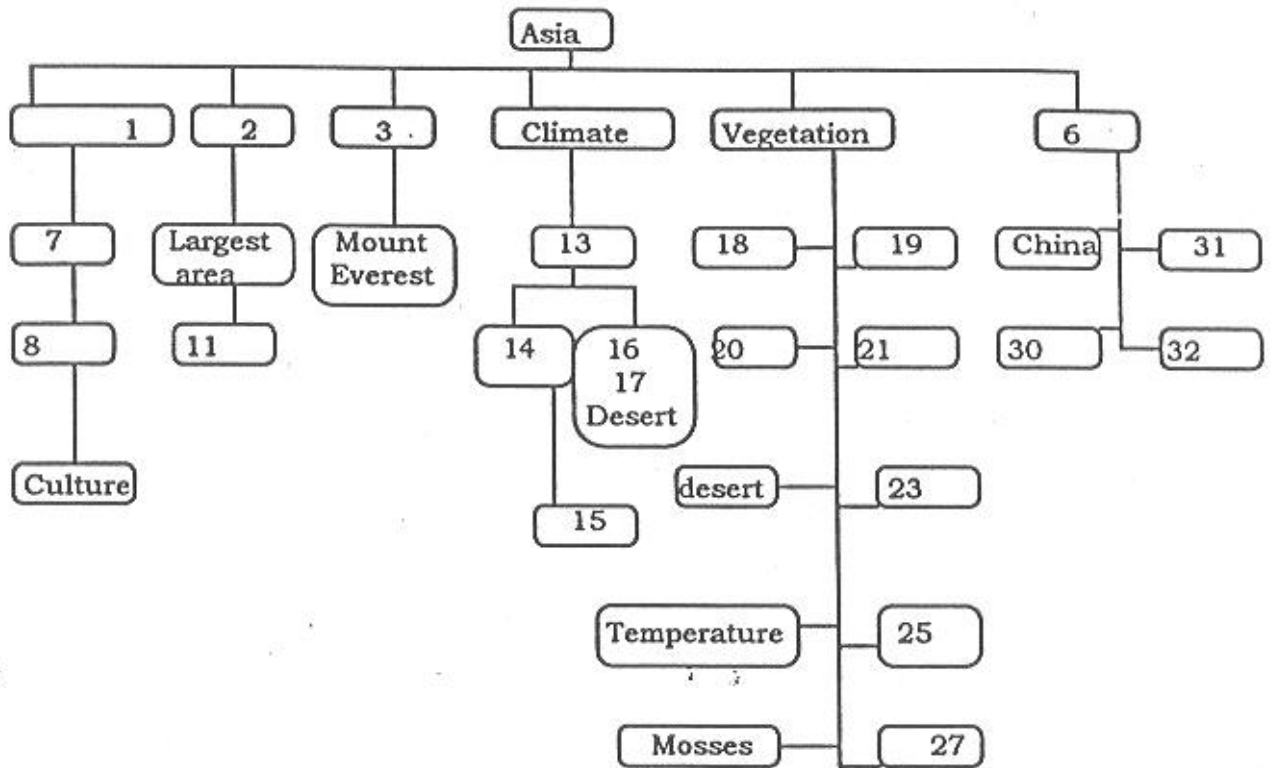 Asia
1
2
3
Climate
Vegetation
6
7
Largest
area
Mount
Everest
13
18
19
China
31
8
11
14
16
17
Desert
20
21
30
32
Culture
desert
23
15
Temperature
25
Mosses
27